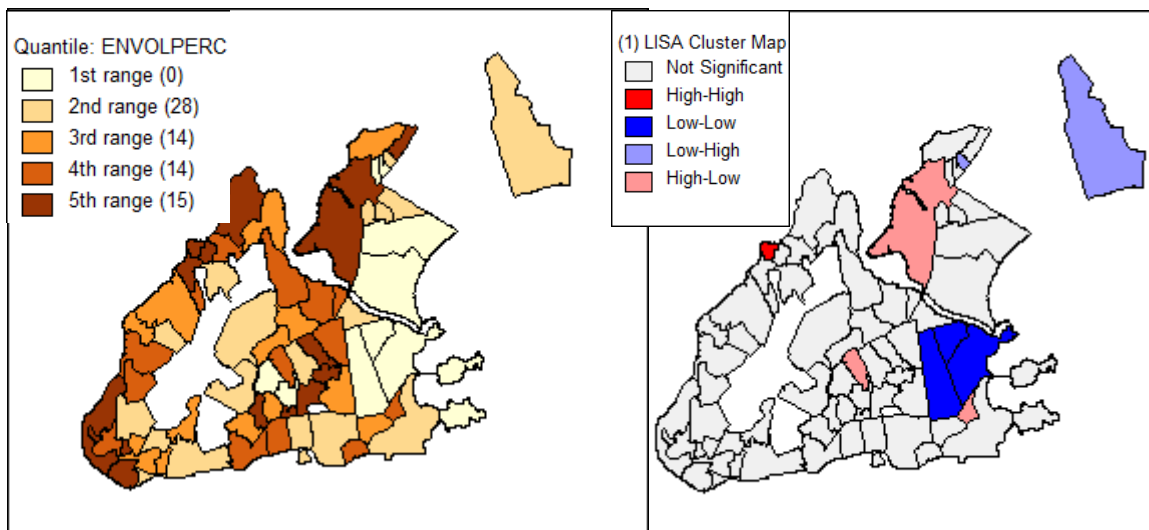 Quantile: ENVOLPERC
1st range (0)
2nd range (28)
3rd range (14)
4th range (14)
5th range (15)
(1) LISA Cluster Map
Not Significant
High-High
Low-Low
Low-High
High-Low